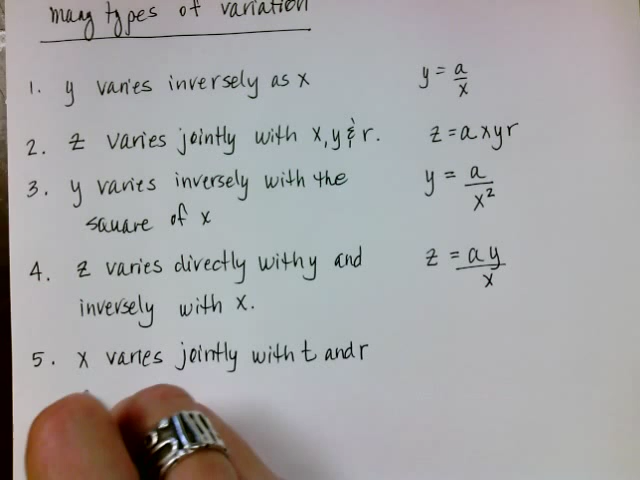 many types of variation
1. y varies inversely as x y = a/x
2. z varies jointly with x, y & r. z = axyr
3. y varies inversely with the y = a/x²
square of x
4. z varies directly with y and z = ay/x
inversely with x.
5. x varies jointly with t and r